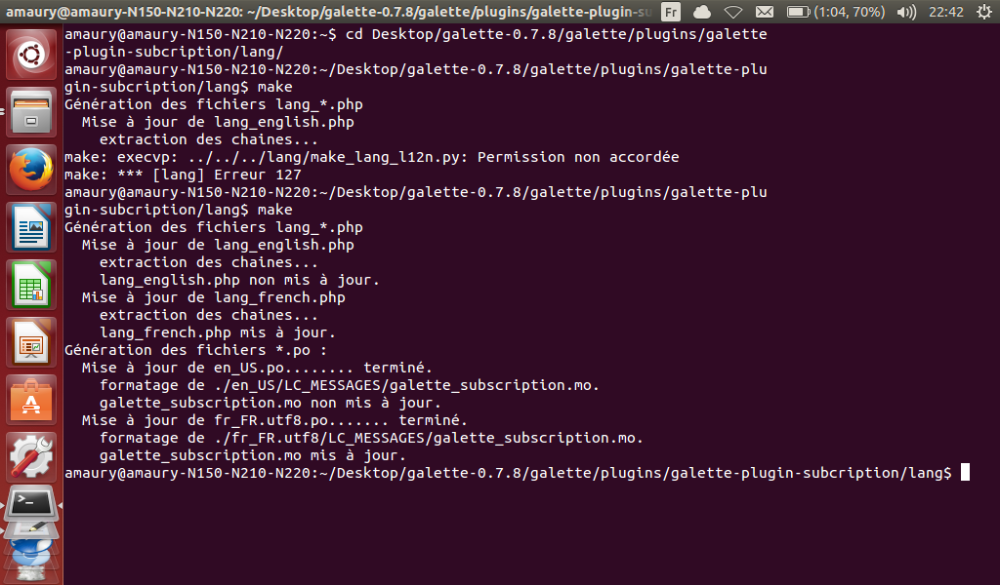 amaury@amaury-N150-N210-N220: ~/Desktop/galette-0.7.8/galette/plugins/galette-plugin-su
Fr
(1:04, 70%)
22:42
amaury@amaury-N150-N210-N220:~$ cd Desktop/galette-0.7.8/galette/plugins/galette
-plugin-subcription/lang/
amaury@amaury-N150-N210-N220:~/Desktop/galette-0.7.8/galette/plugins/galette-plu
gin-subcription/lang$ make
Génération des fichiers lang_*.php
  Mise à jour de lang_english.php
    extraction des chaines...
make: execvp: ../../../lang/make_lang_l12n.py: Permission non accordée
make: *** [lang] Erreur 127
amaury@amaury-N150-N210-N220:~/Desktop/galette-0.7.8/galette/plugins/galette-plu
gin-subcription/lang$ make
Génération des fichiers lang_*.php
  Mise à jour de lang_english.php
    extraction des chaines...
    lang_english.php non mis à jour.
  Mise à jour de lang_french.php
    extraction des chaines...
    lang_french.php mis à jour.
Génération des fichiers *.po :
  Mise à jour de en_US.po........ terminé.
    formatage de ./en_US/LC_MESSAGES/galette_subscription.mo.
    galette_subscription.mo non mis à jour.
  Mise à jour de fr_FR.utf8.po....... terminé.
    formatage de ./fr_FR.utf8/LC_MESSAGES/galette_subscription.mo.
    galette_subscription.mo mis à jour.
amaury@amaury-N150-N210-N220:~/Desktop/galette-0.7.8/galette/plugins/galette-plugin-subcription/lang$